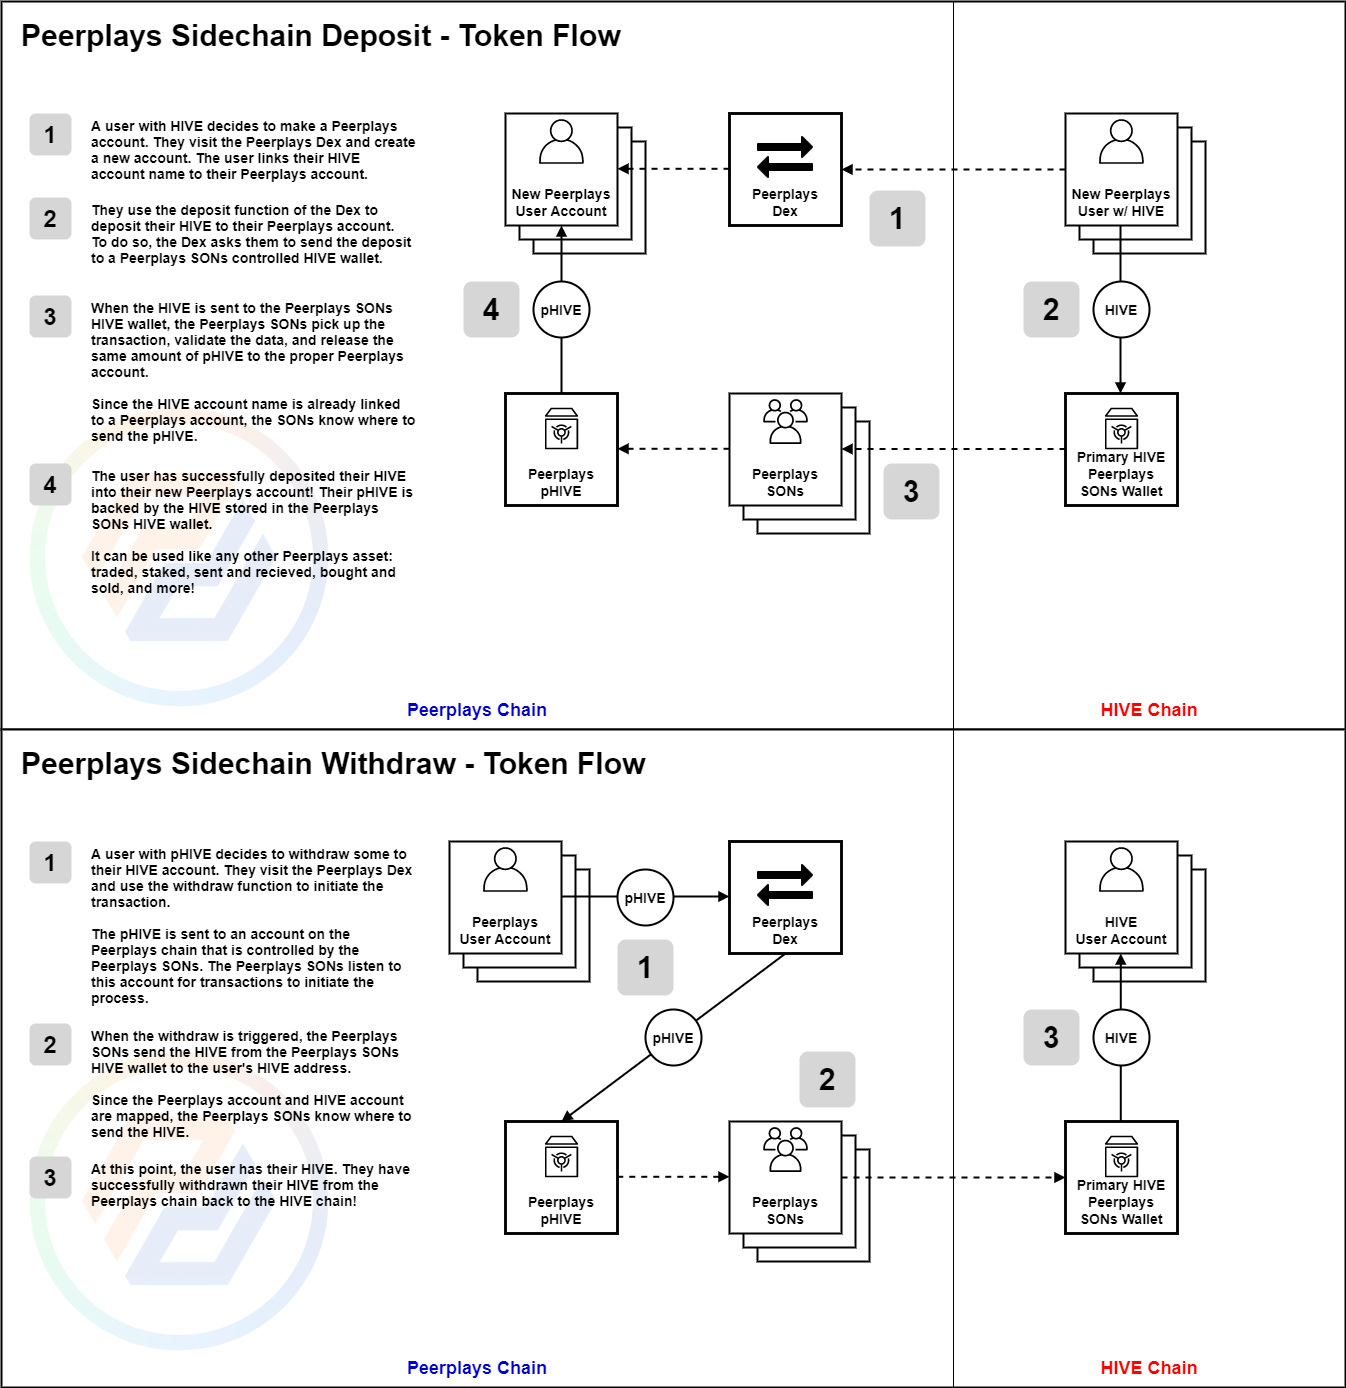 Peerplays Sidechain Deposit - Token Flow
1
A user with HIVE decides to make a Peerplays
account. They visit the Peerplays Dex and create
a new account. The user links their HIVE
account name to their Peerplays account.
2
They use the deposit function of the Dex to
deposit their HIVE to their Peerplays account.
To do so, the Dex asks them to send the deposit
to a Peerplays SONs controlled HIVE wallet.
3
When the HIVE is sent to the Peerplays SONs
HIVE wallet, the Peerplays SONs pick up the
transaction, validate the data, and release the
same amount of pHIVE to the proper Peerplays
account.
Since the HIVE account name is already linked
to a Peerplays account, the SONs know where to
send the pHIVE.
4
The user has successfully deposited their HIVE
into their new Peerplays account! Their pHIVE is
backed by the HIVE stored in the Peerplays
SONs HIVE wallet.
It can be used like any other Peerplays asset:
traded, staked, sent and recieved, bought and
sold, and more!
New Peerplays
User Account
Peerplays
Dex
New Peerplays
User w/ HIVE
1
4
pHIVE
2
HIVE
Peerplays
pHIVE
Peerplays
SONs
3
Primary HIVE
Peerplays
SONs Wallet
Peerplays Chain
HIVE Chain
Peerplays Sidechain Withdraw - Token Flow
1
A user with pHIVE decides to withdraw some to
their HIVE account. They visit the Peerplays Dex
and use the withdraw function to initiate the
transaction.
The pHIVE is sent to an account on the
Peerplays chain that is controlled by the
Peerplays SONs. The Peerplays SONs listen to
this account for transactions to initiate the
process.
2
When the withdraw is triggered, the Peerplays
SONs send the HIVE from the Peerplays SONs
HIVE wallet to the user's HIVE address.
Since the Peerplays account and HIVE account
are mapped, the Peerplays SONs know where to
send the HIVE.
3
At this point, the user has their HIVE. They have
successfully withdrawn their HIVE from the
Peerplays chain back to the HIVE chain!
Peerplays
User Account
pHIVE
Peerplays
Dex
HIVE
User Account
1
pHIVE
3
HIVE
2
Peerplays
pHIVE
Peerplays
SONs
Primary HIVE
Peerplays
SONs Wallet
Peerplays Chain
HIVE Chain